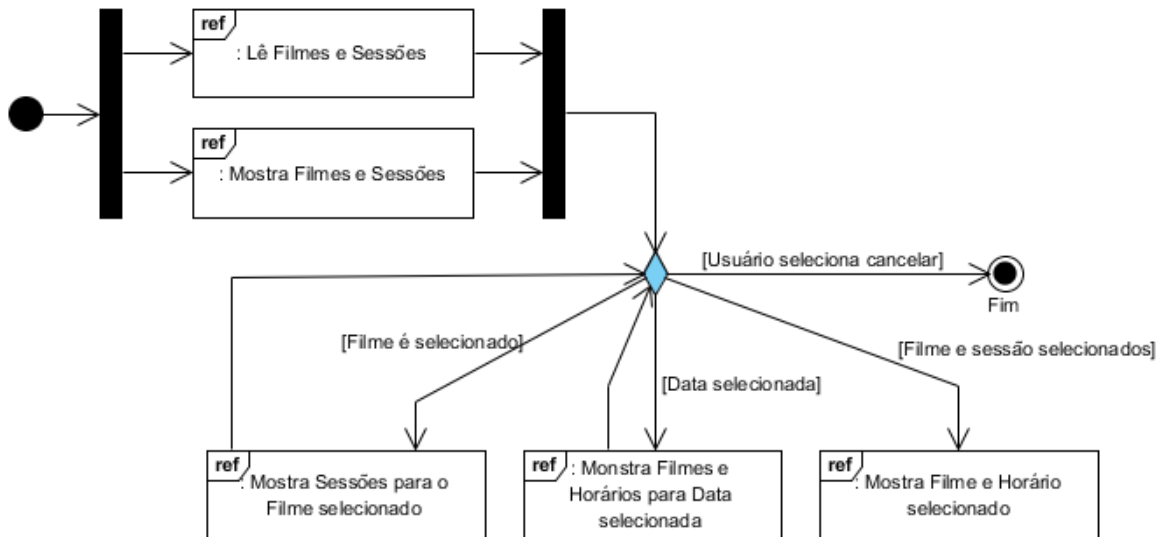 ref
: Lê Filmes e Sessões
ref
: Mostra Filmes e Sessões
[Usuário seleciona cancelar]
Fim
[Filme é selecionado]
[Filme e sessão selecionados]
[Data selecionada]
ref
: Mostra Sessões para o
Filme selecionado
ref
: Monstra Filmes e
Horários para Data
selecionada
ref
: Mostra Filme e Horário
selecionado